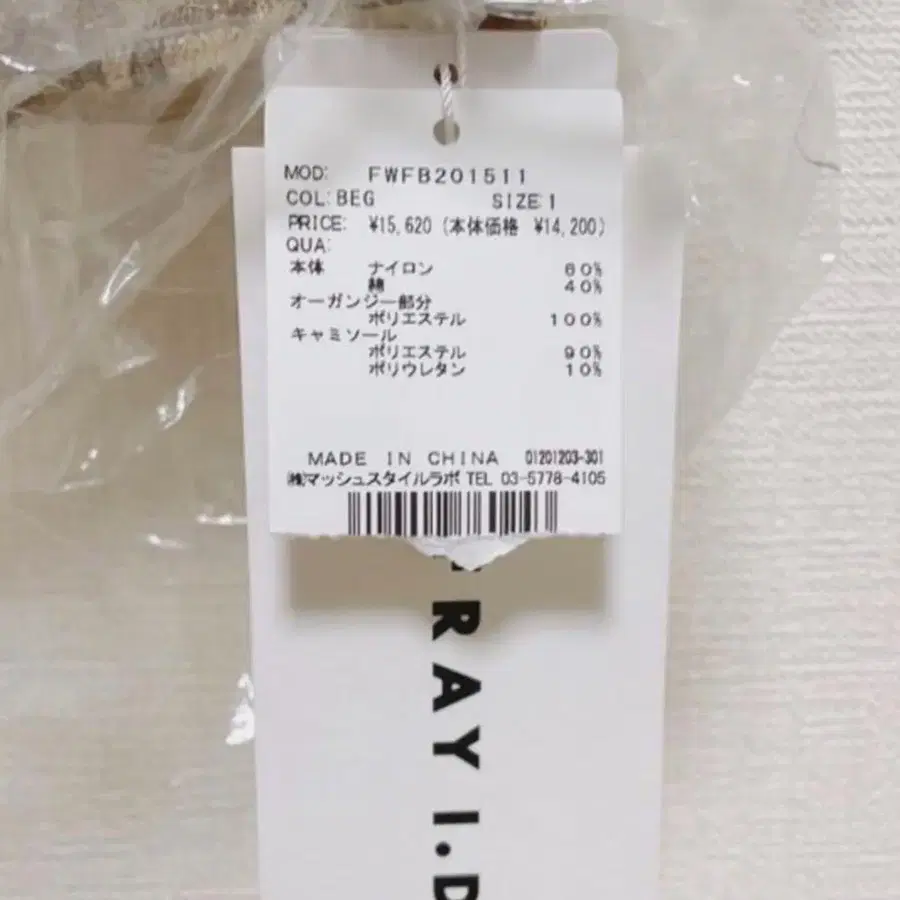 MOD: FWFB201511
COL:BEG SIZE:1
PRICE: ¥15,620 (本体価格 ¥14,200)
QUA:
本体 ナイロン 60%
綿 40%
オーガンジー部分
ポリエステル 100%
キャミソール
ポリエステル 90%
ポリウレタン 10%
MADE IN CHINA 01201203-301
㈱マッシュスタイルラボ TEL 03-5778-4105
RAY I.D